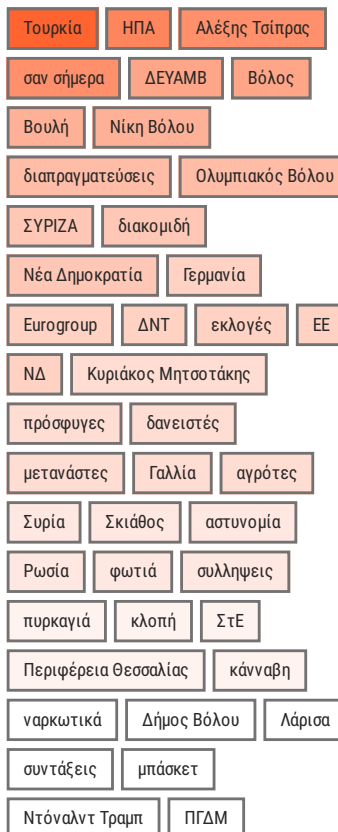 Τουρκία ΗΠΑ Αλέξης Τσίπρας
σαν σήμερα ΔΕΥΑΜΒ Βόλος
Βουλή Νίκη Βόλου
διαπραγματεύσεις Ολυμπιακός Βόλου
ΣΥΡΙΖΑ διακομιδή
Νέα Δημοκρατία Γερμανία
Eurogroup ΔΝΤ εκλογές ΕΕ
ΝΔ Κυριάκος Μητσοτάκης
πρόσφυγες δανειστές
μετανάστες Γαλλία αγρότες
Συρία Σκιάθος αστυνομία
Ρωσία φωτιά συλληψεις
πυρκαγιά κλοπή ΣτΕ
Περιφέρεια Θεσσαλίας κάνναβη
ναρκωτικά Δήμος Βόλου Λάρισα
συντάξεις μπάσκετ
Ντόναλντ Τραμπ ΠΓΔΜ